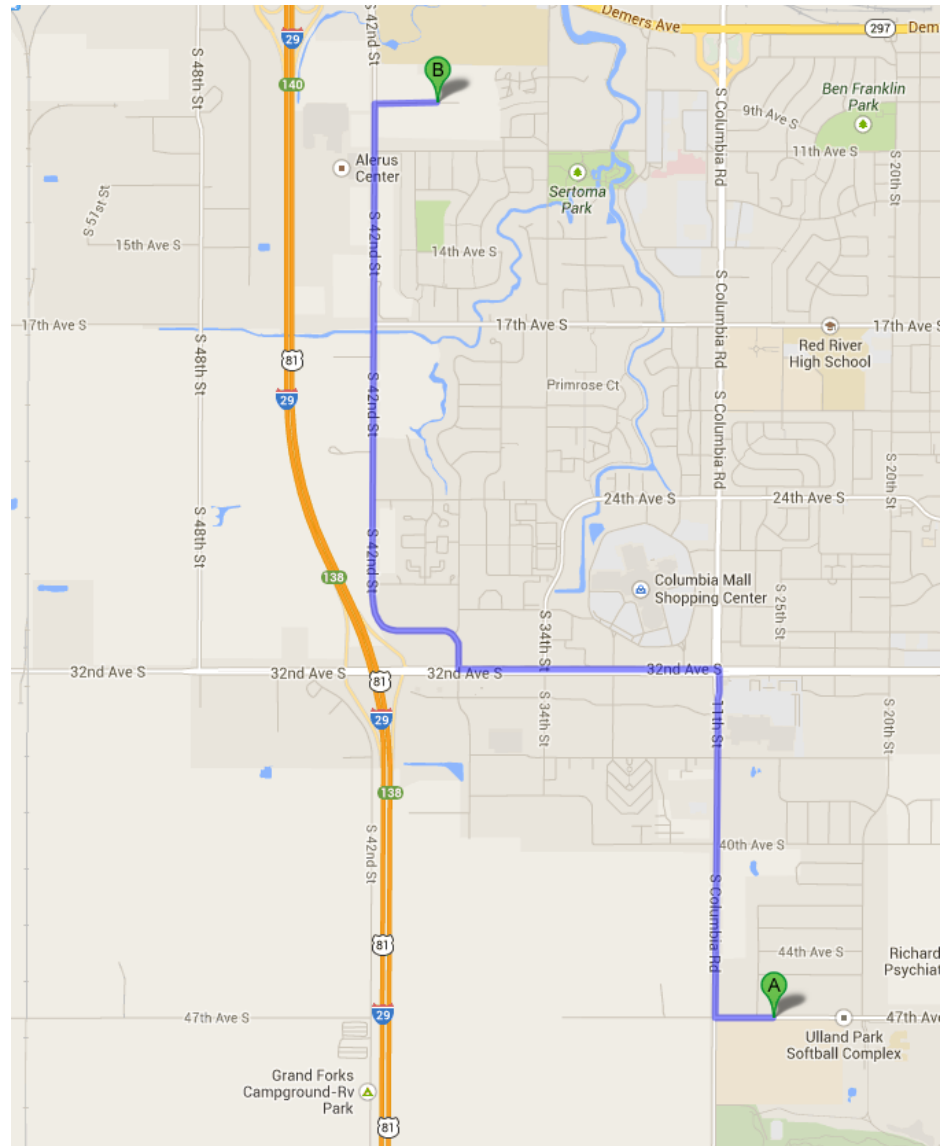 Demers Ave
297
Dem
29
S 42nd St
S 48th St
140
B
Ben Franklin
Park
9th Ave S
11th Ave S
S Columbia Rd
S 20th St
Alerus
Center
Sertoma
Park
S 51st St
15th Ave S
S 42nd St
14th Ave S
S Columbia Rd
17th Ave S
17th Ave S
17th Ave S
Red River
High School
S 48th St
81
29
S 42nd St
Primrose Ct
S Columbia Rd
S 20th St
24th Ave S
24th Ave S
S 48th St
S 42nd St
138
Columbia Mall
Shopping Center
S 25th St
S 34th St
32nd Ave S
32nd Ave S
32nd Ave S
32nd Ave S
81
29
S 34th St
11th St
S 20th St
138
S 42nd St
40th Ave S
S Columbia Rd
81
44th Ave S
Richard
Psychiat
A
47th Ave S
29
47th Ave
Ulland Park
Softball Complex
Grand Forks
Campground-Rv
Park
81